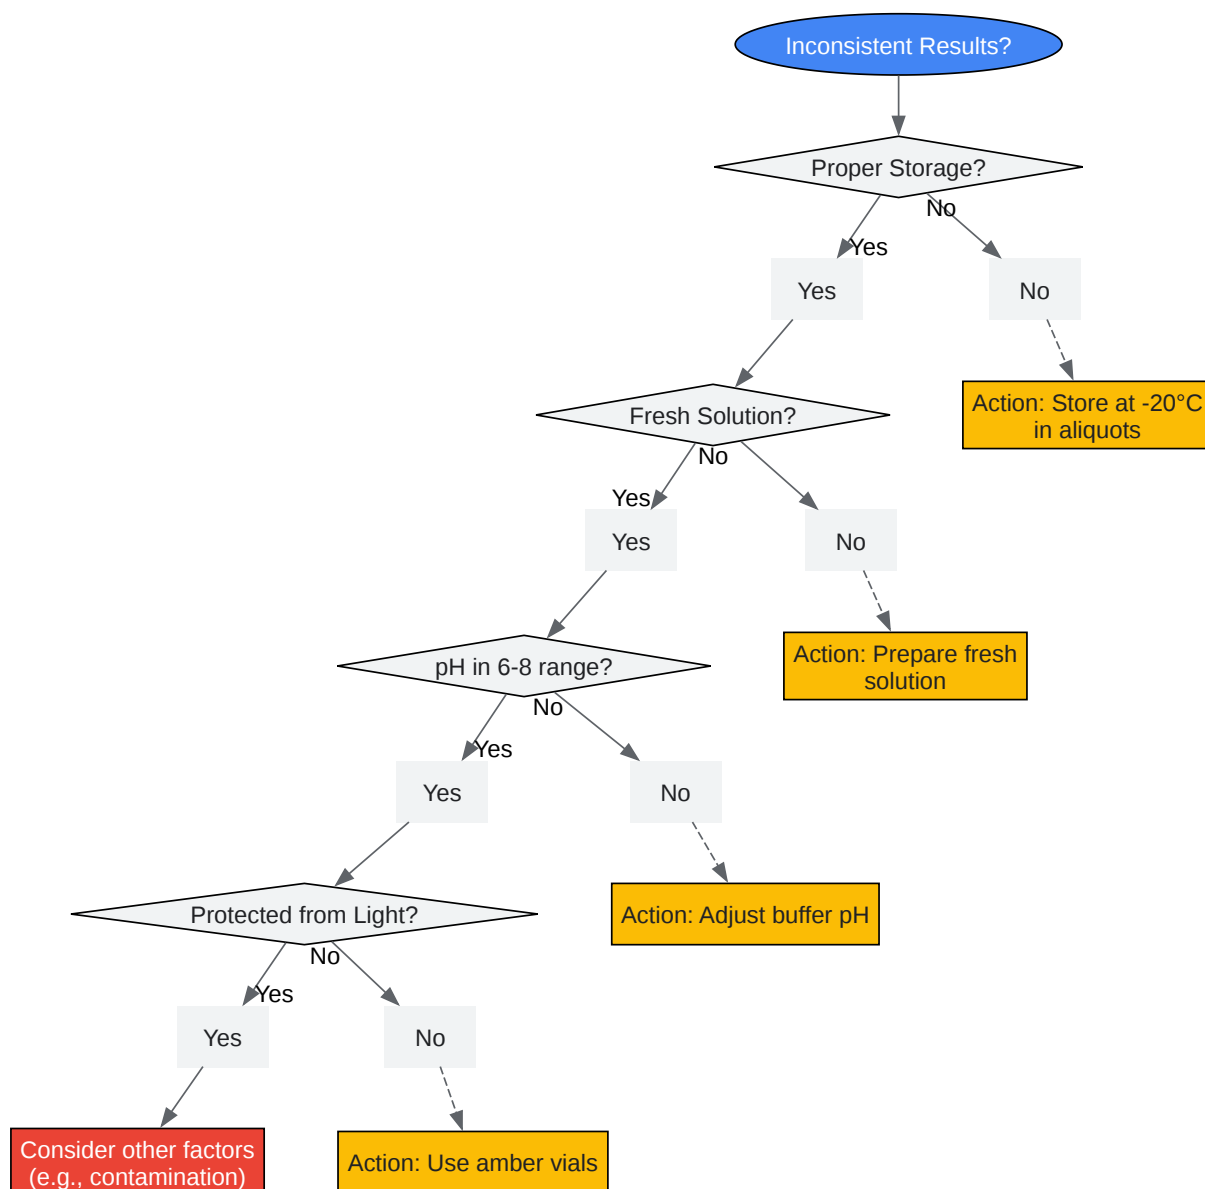 Inconsistent Results?
Proper Storage?
No
Yes
Yes
No
Action: Store at -20°C
in aliquots
Fresh Solution?
No
Yes
Yes
No
Action: Prepare fresh
solution
pH in 6-8 range?
No
Yes
Yes
No
Action: Adjust buffer pH
Protected from Light?
No
Yes
Yes
No
Consider other factors
(e.g., contamination)
Action: Use amber vials